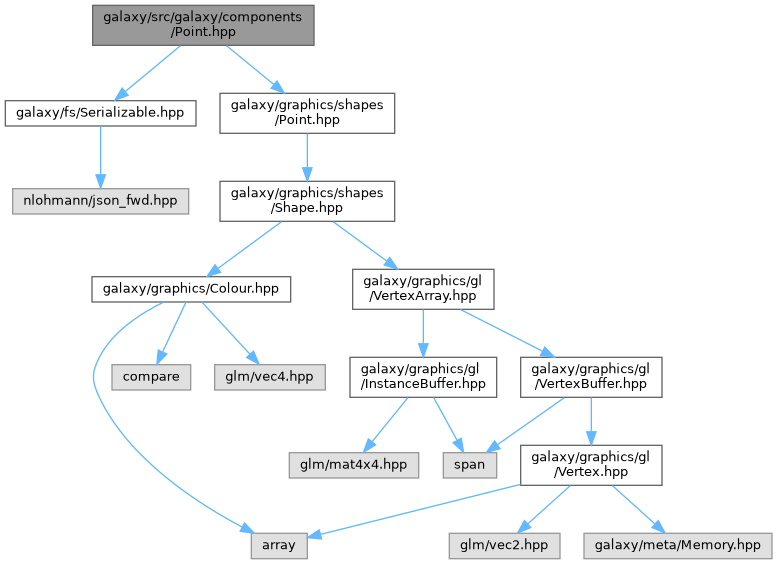 galaxy/src/galaxy/components
/Point.hpp
galaxy/fs/Serializable.hpp
galaxy/graphics/shapes
/Point.hpp
nlohmann/json_fwd.hpp
galaxy/graphics/shapes
/Shape.hpp
galaxy/graphics/Colour.hpp
galaxy/graphics/gl
/VertexArray.hpp
compare
glm/vec4.hpp
galaxy/graphics/gl
/InstanceBuffer.hpp
galaxy/graphics/gl
/VertexBuffer.hpp
glm/mat4x4.hpp
span
galaxy/graphics/gl
/Vertex.hpp
array
glm/vec2.hpp
galaxy/meta/Memory.hpp